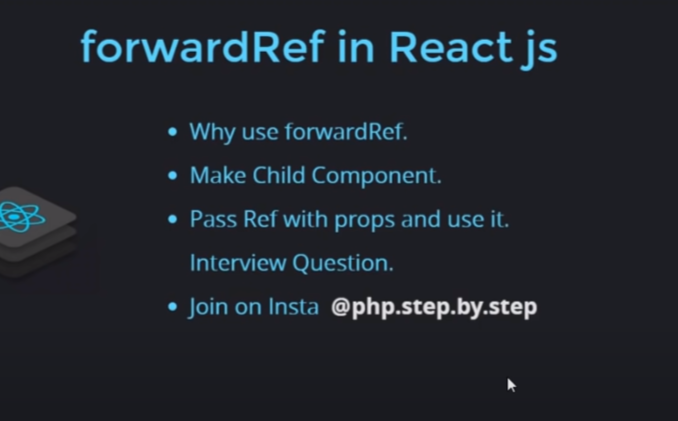 forwardRef in React js
• Why use forwardRef.
• Make Child Component.
• Pass Ref with props and use it.
Interview Question.
• Join on Insta @php.step.by.step